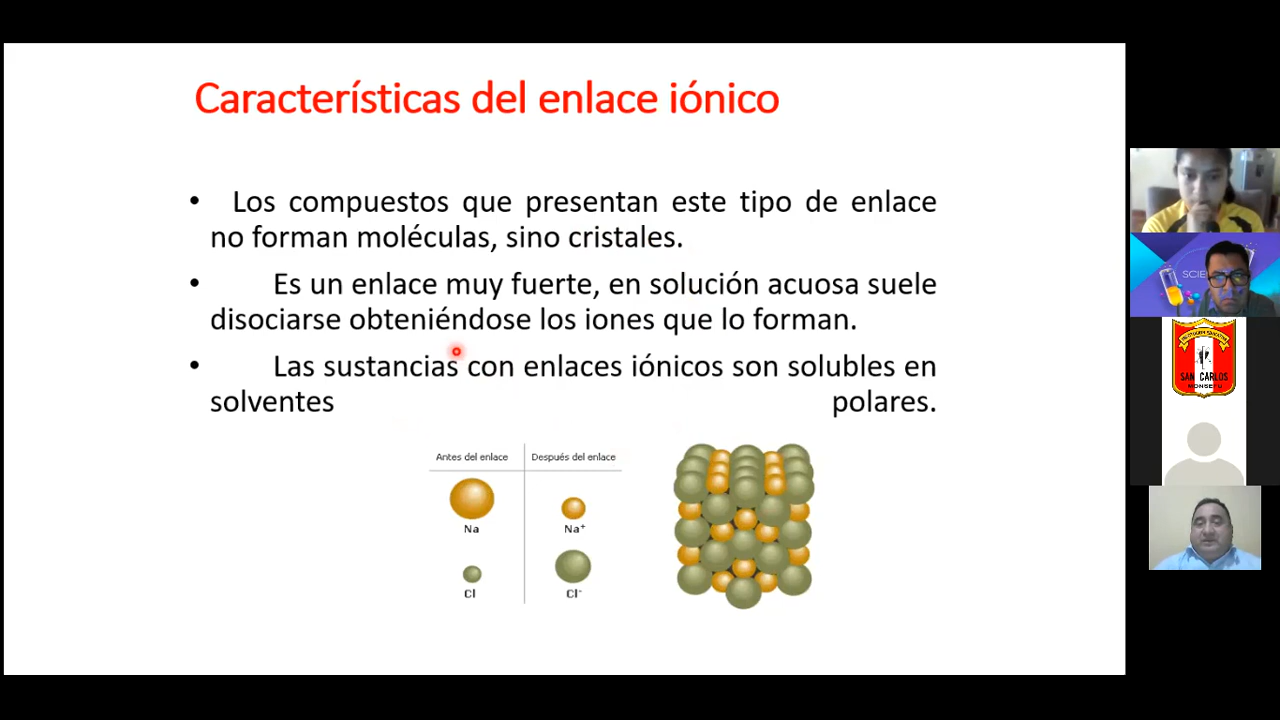 Características del enlace iónico
• Los compuestos que presentan este tipo de enlace
no forman moléculas, sino cristales.
• Es un enlace muy fuerte, en solución acuosa suele
disociarse obteniéndose los iones que lo forman.
• Las sustancias con enlaces iónicos son solubles en
solventes polares.
Antes del enlace Después del enlace
Na Na⁺
Cl Cl⁻
SCIE
SAN CARLOS
MONSEFU